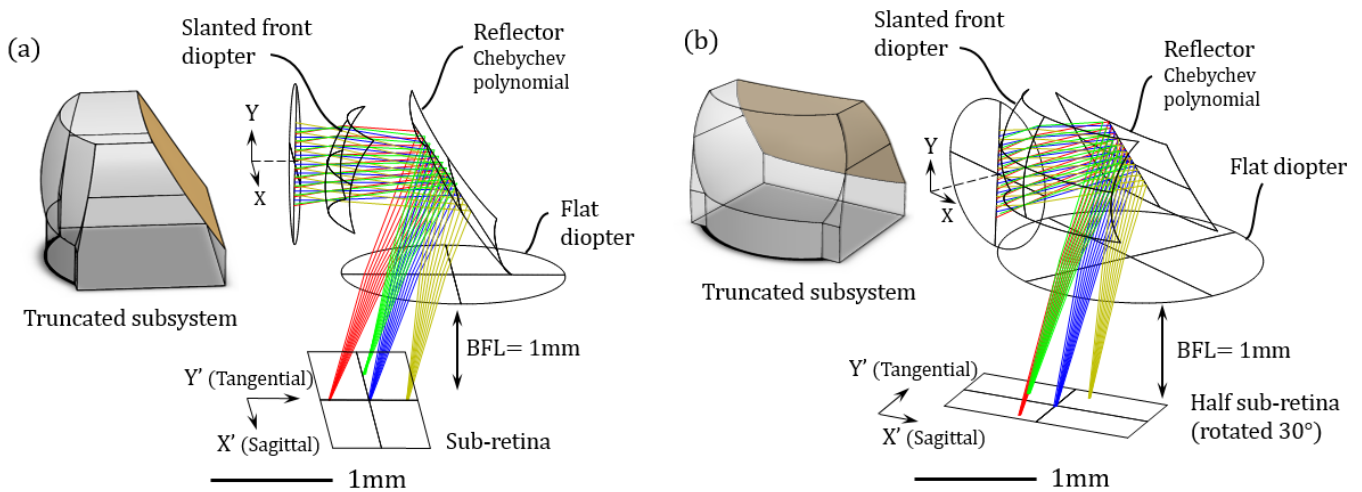 (a)
Slanted front
diopter
Reflector
Chebychev
polynomial
Y
X
Flat
diopter
Truncated subsystem
BFL= 1mm
Y' (Tangential)
X' (Sagittal)
Sub-retina
1mm
(b)
Slanted front
diopter
Reflector
Chebychev
polynomial
Y
X
Flat diopter
Truncated subsystem
BFL= 1mm
Y' (Tangential)
X' (Sagittal)
Half sub-retina
(rotated 30°)
1mm